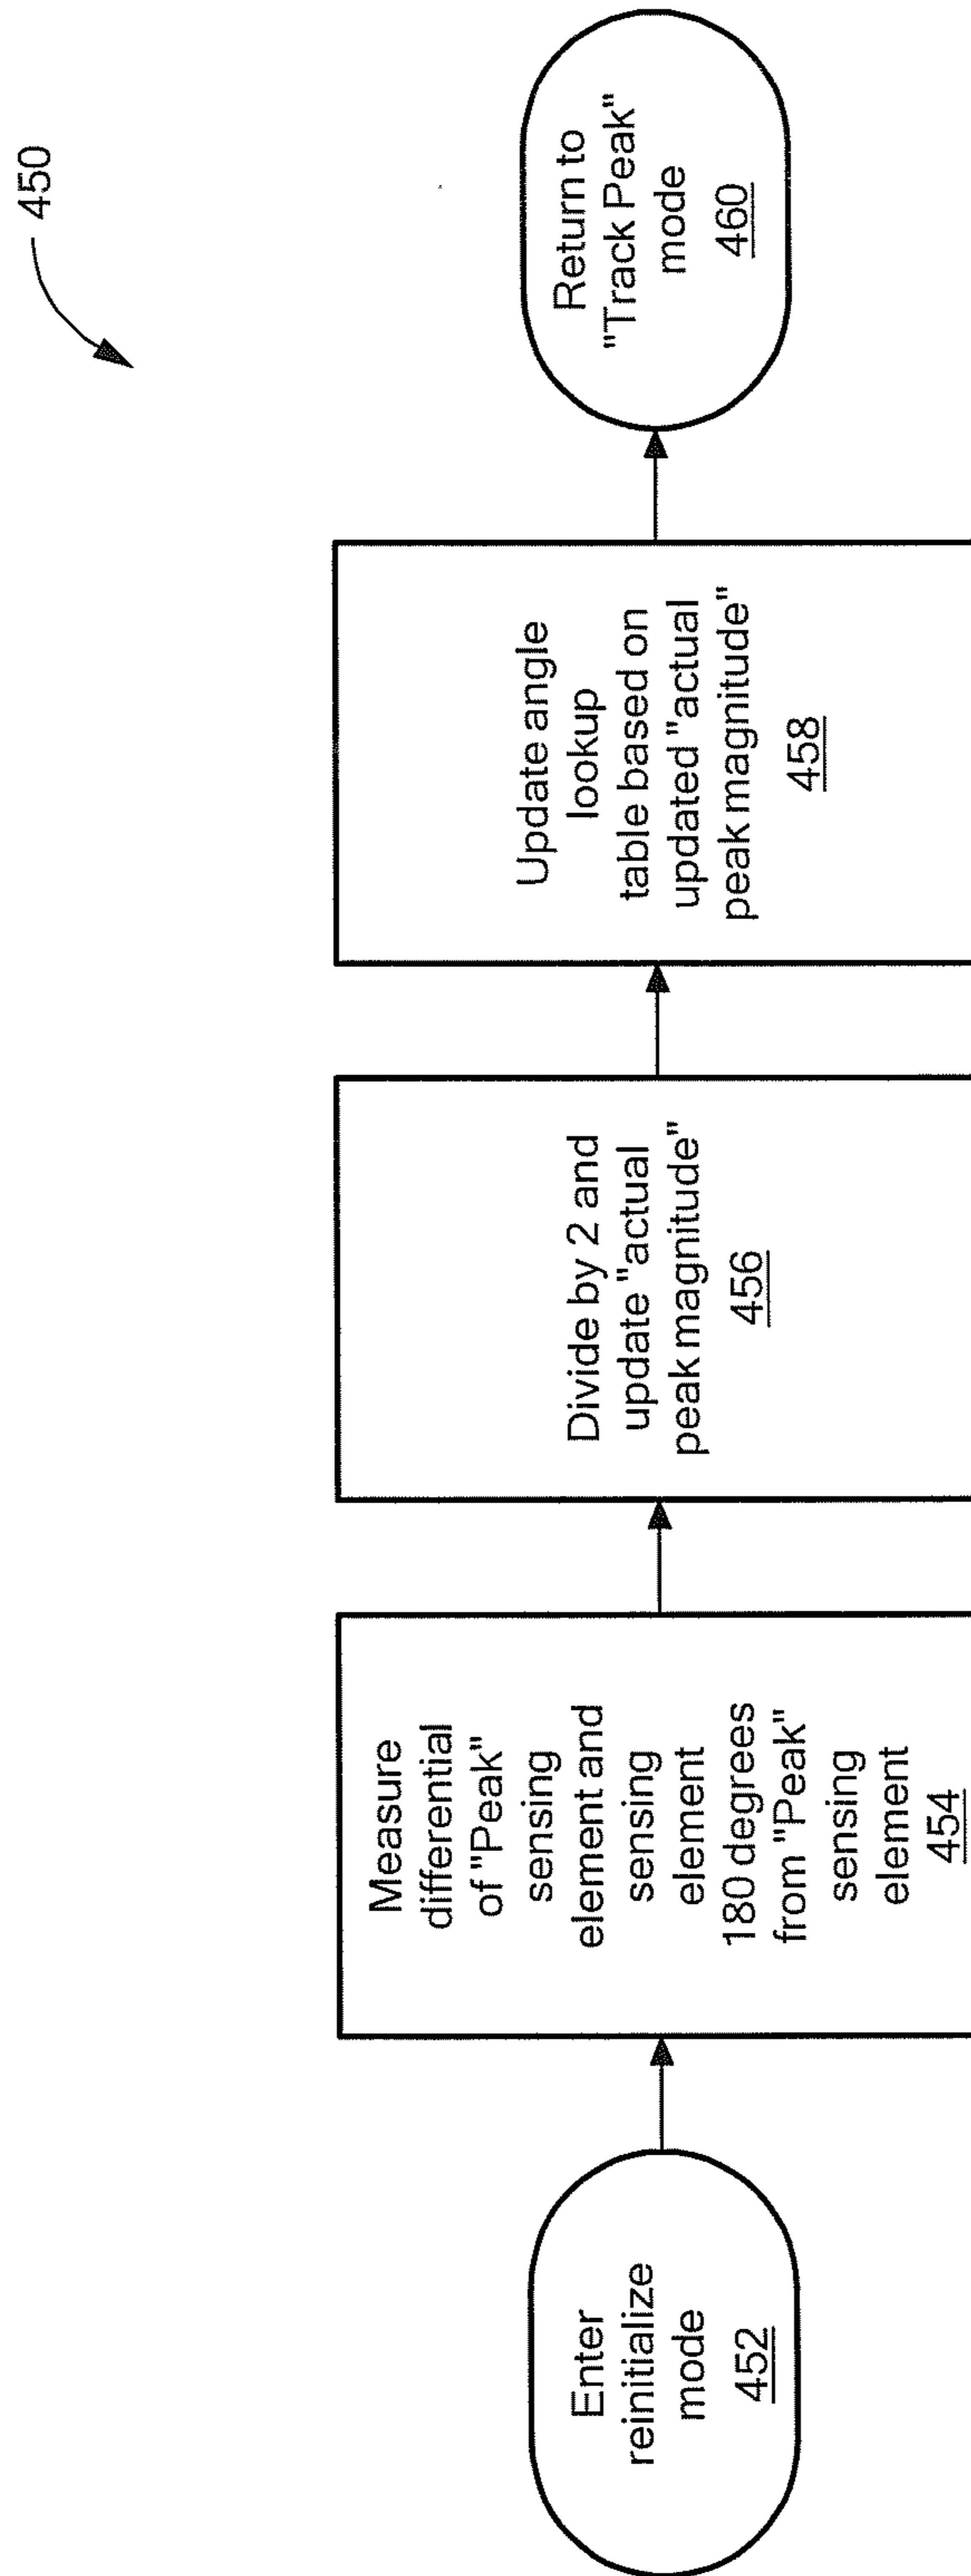 450
Enter
reinitialize
mode
452
Measure
differential
of "Peak"
sensing
element and
sensing
element
180 degrees
from "Peak"
sensing
element
454
Divide by 2 and
update "actual
peak magnitude"
456
Update angle
lookup
table based on
updated "actual
peak magnitude"
458
Return to
"Track Peak"
mode
460